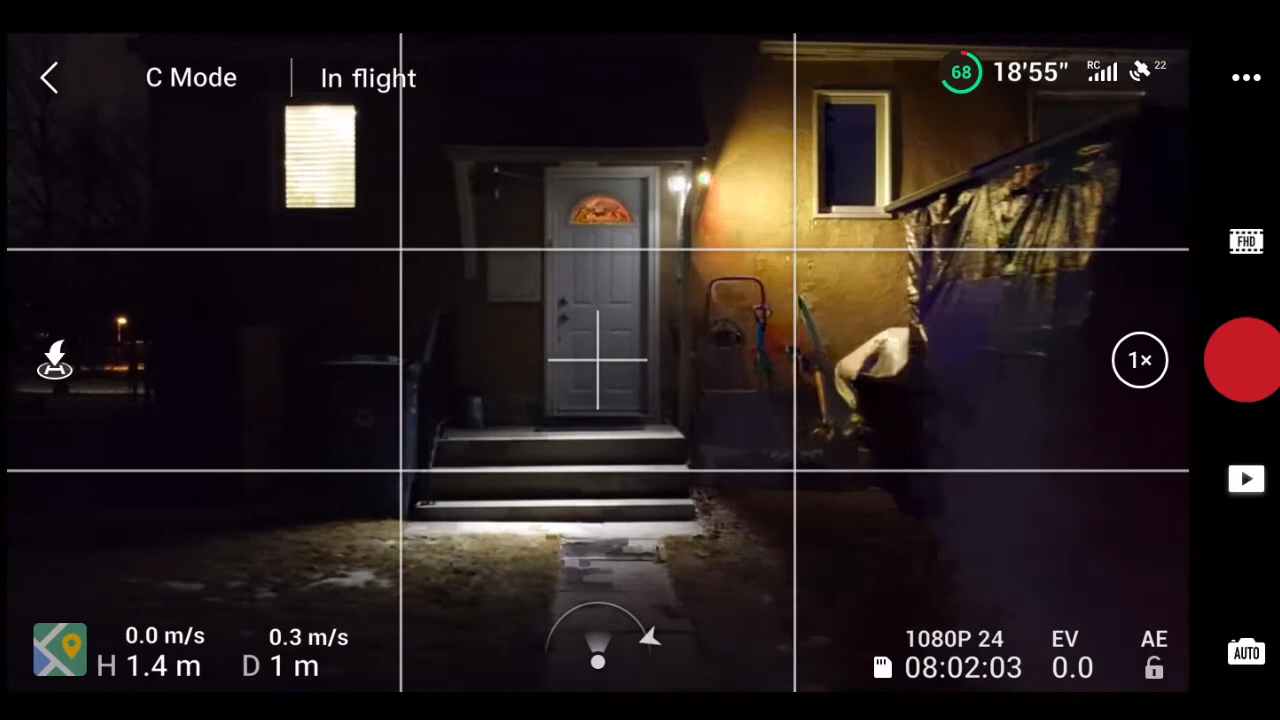 C Mode
In flight
68
18'55"
RC
22
FHD
1×
0.0 m/s
0.3 m/s
H 1.4 m
D 1 m
1080P 24
08:02:03
EV
0.0
AE
AUTO